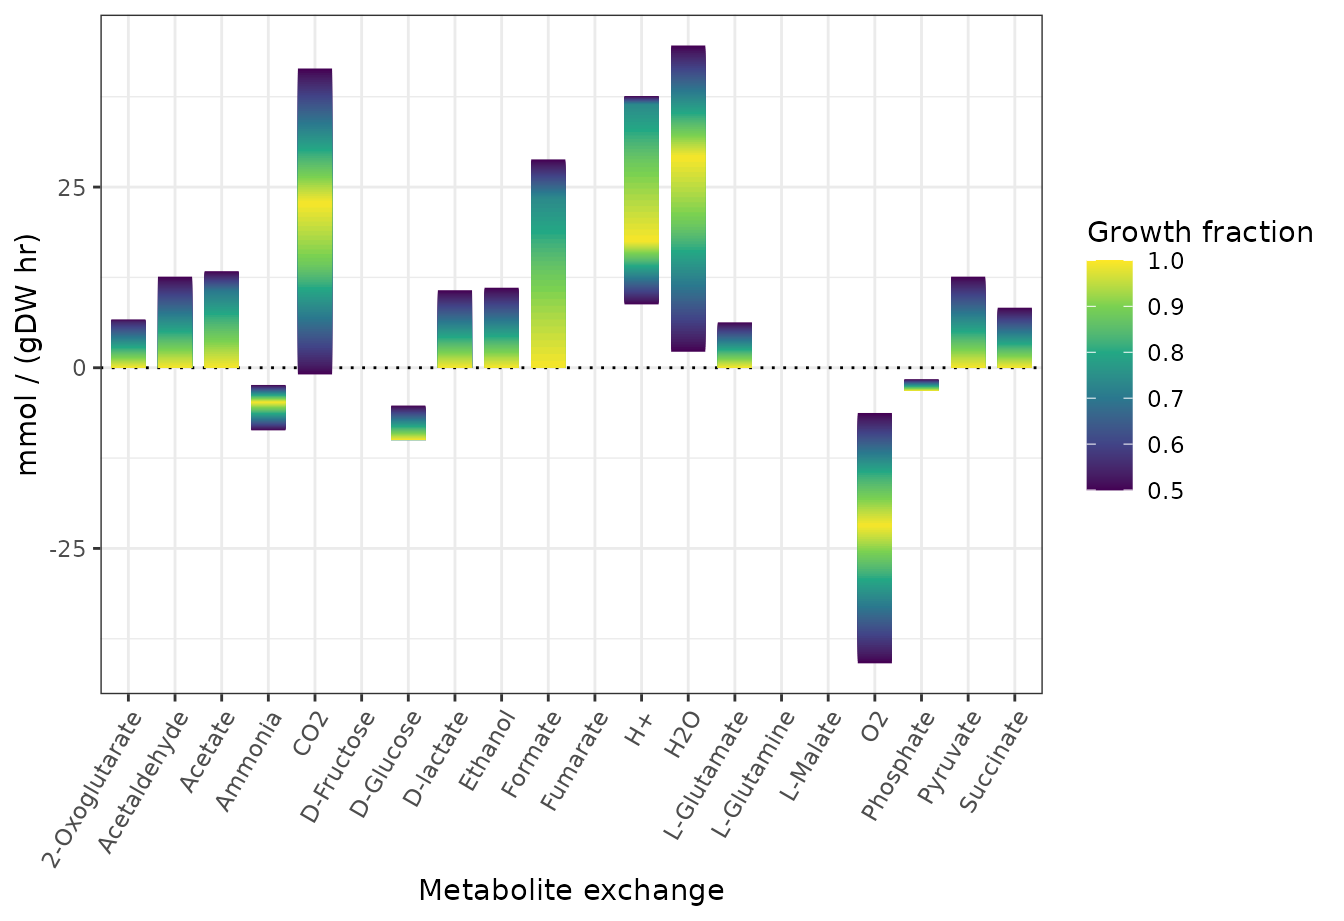 mmol / (gDW hr)
25
0
-25
2-Oxoglutarate
Acetaldehyde
Acetate
Ammonia
CO2
D-Fructose
D-Glucose
D-lactate
Ethanol
Formate
Fumarate
H+
H2O
L-Glutamate
L-Glutamine
L-Malate
O2
Phosphate
Pyruvate
Succinate
Metabolite exchange
Growth fraction
1.0
0.9
0.8
0.7
0.6
0.5